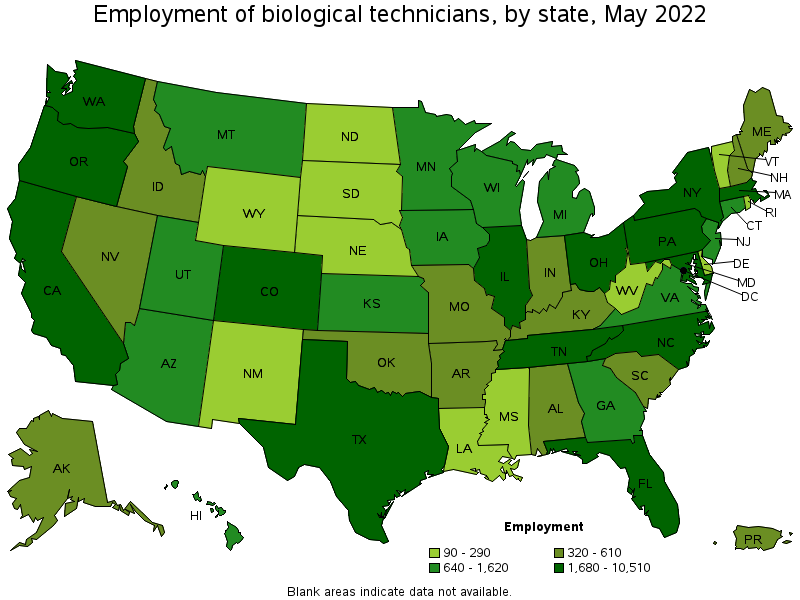 Employment of biological technicians, by state, May 2022
WA
MT
ND
ME
OR
MN
VT
ID
SD
WI
NH
WY
NY
MA
MI
RI
IA
CT
NE
PA
NJ
NV
OH
DE
UT
IL
IN
MD
CA
CO
WV
DC
KS
VA
MO
KY
NC
TN
AZ
OK
NM
AR
SC
MS
AL
GA
TX
LA
AK
FL
HI
PR
Employment
90 - 290
320 - 610
640 - 1,620
1,680 - 10,510
Blank areas indicate data not available.